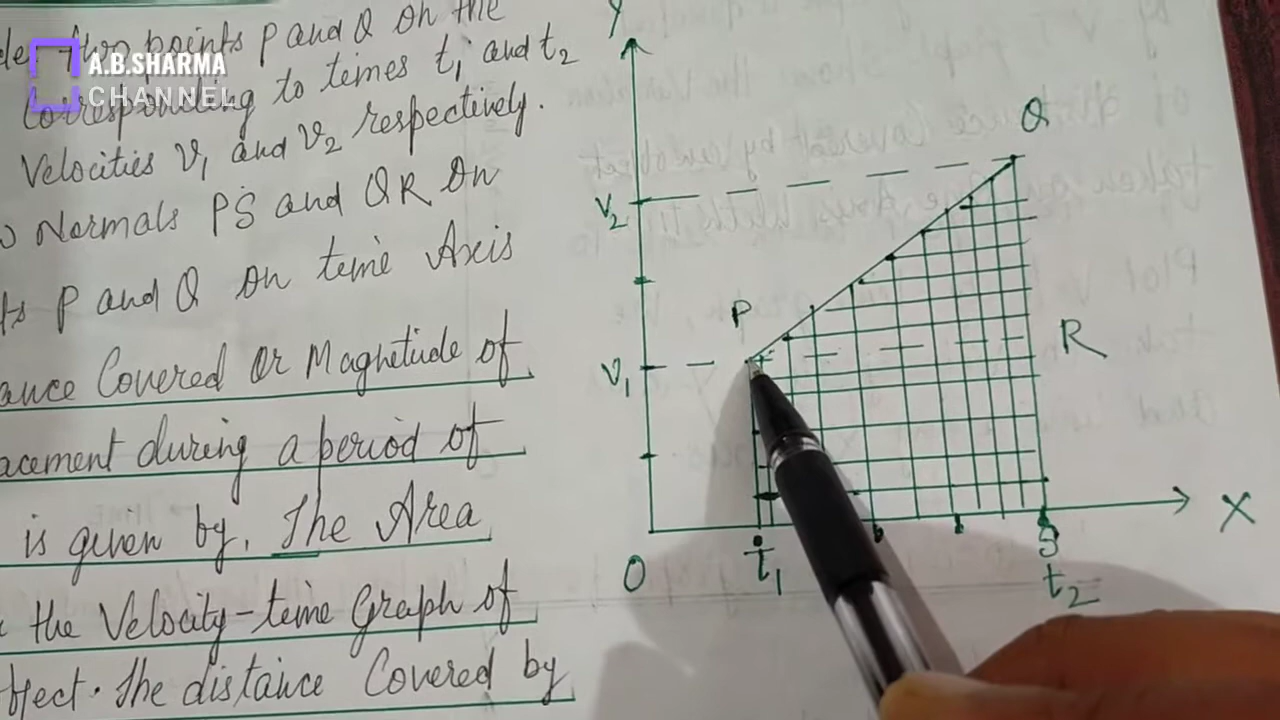 two points P and Q on the
Corresponding to times t₁ and t₂
Velocities V₁ and V₂ respectively.
Normals PS and QR on
P and Q on time Axis
Covered or Magnitude of
during a period of
is given by. The Area
the Velocity-time Graph of
The distance Covered by
A.B.SHARMA
CHANNEL
Y
Q
V₂
P
R
V₁
X
O
t₁
S
t₂